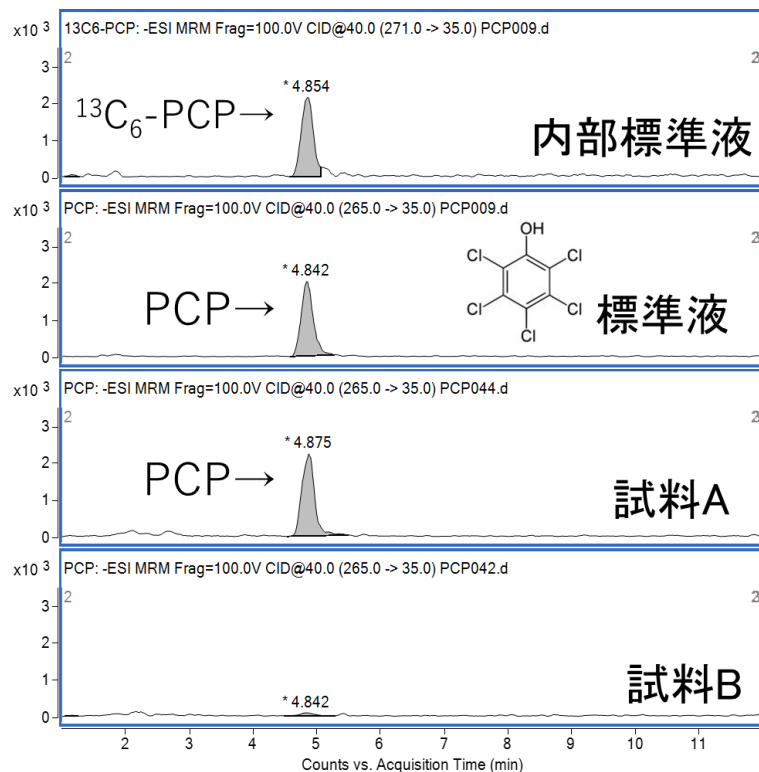 x10 3
13C6-PCP: -ESI MRM Frag=100.0V CID@40.0 (271.0 -> 35.0) PCP009.d
2
2
3
2
1
0
* 4.854
¹³C₆-PCP→
内部標準液
x10 3
PCP: -ESI MRM Frag=100.0V CID@40.0 (265.0 -> 35.0) PCP009.d
2
2
3
2
1
0
* 4.842
PCP→
OH
Cl
Cl
Cl
Cl
Cl
標準液
x10 3
PCP: -ESI MRM Frag=100.0V CID@40.0 (265.0 -> 35.0) PCP044.d
2
2
3
2
1
0
* 4.875
PCP→
試料A
x10 3
PCP: -ESI MRM Frag=100.0V CID@40.0 (265.0 -> 35.0) PCP042.d
2
2
3
2
1
0
* 4.842
試料B
2 3 4 5 6 7 8 9 10 11
Counts vs. Acquisition Time (min)